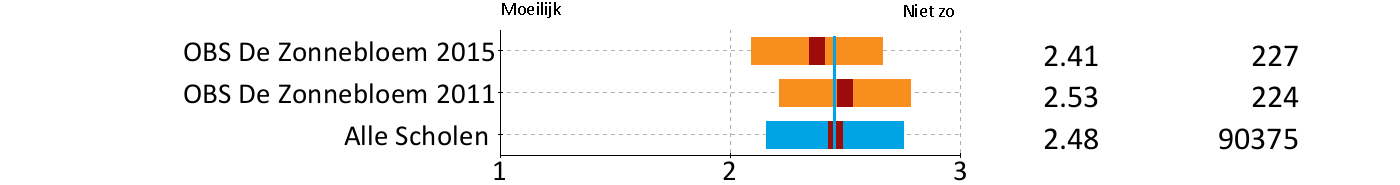 Moeilijk Niet zo
OBS De Zonnebloem 2015 2.41 227
OBS De Zonnebloem 2011 2.53 224
Alle Scholen 2.48 90375
1 2 3